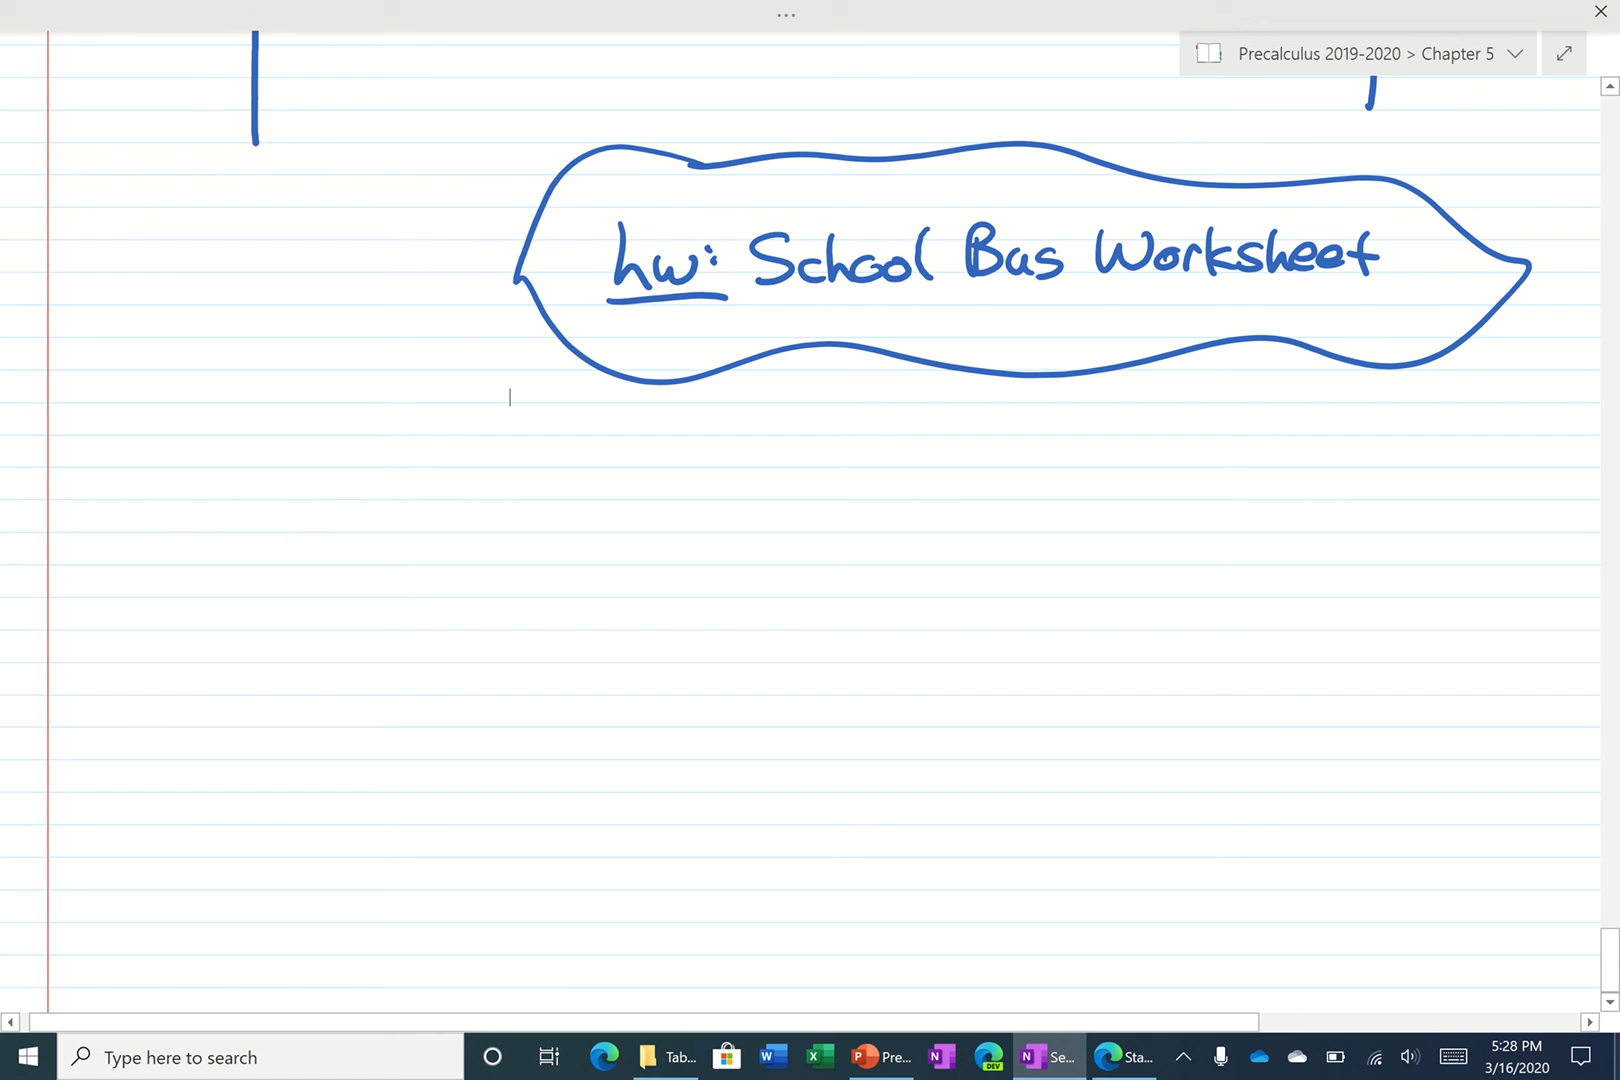 ...
Precalculus 2019-2020 > Chapter 5
hw: School Bus Worksheet
Type here to search
Tab...
Pre...
DEV
Se...
Sta...
5:28 PM
3/16/2020